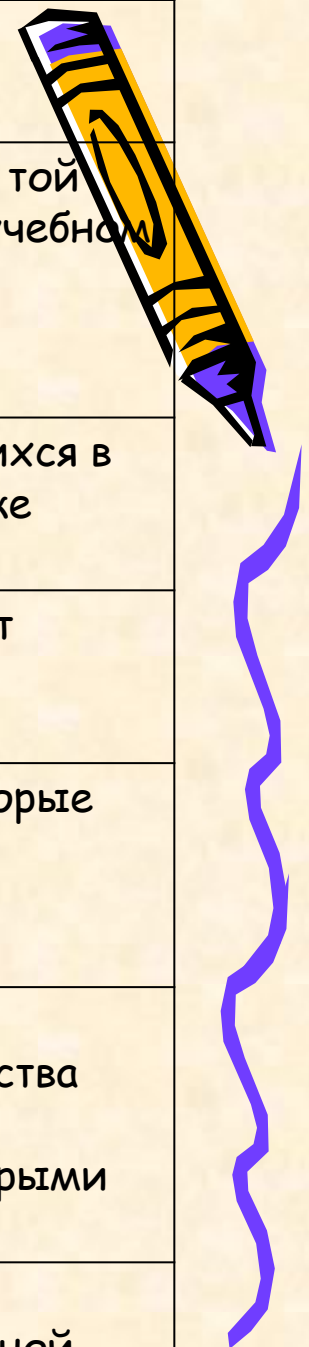 той
учебном
ихся в
ке
т
орые
ства
рыми
ной